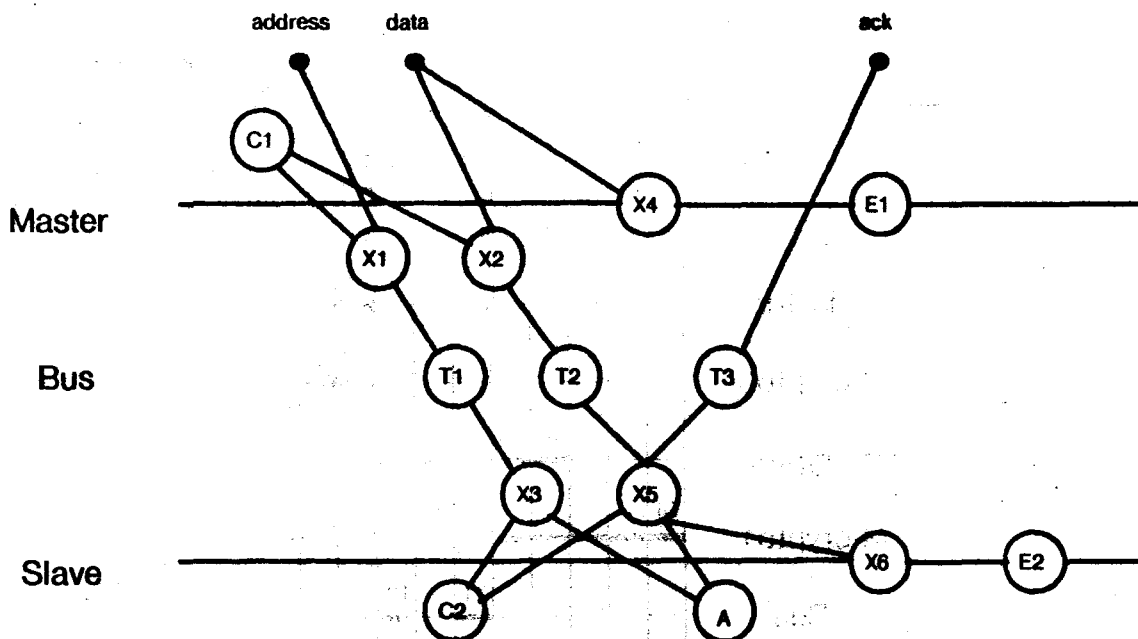 address data ack
C1
Master X4 E1
X1 X2
Bus T1 T2 T3
X3 X5
Slave X6 E2
C2 A